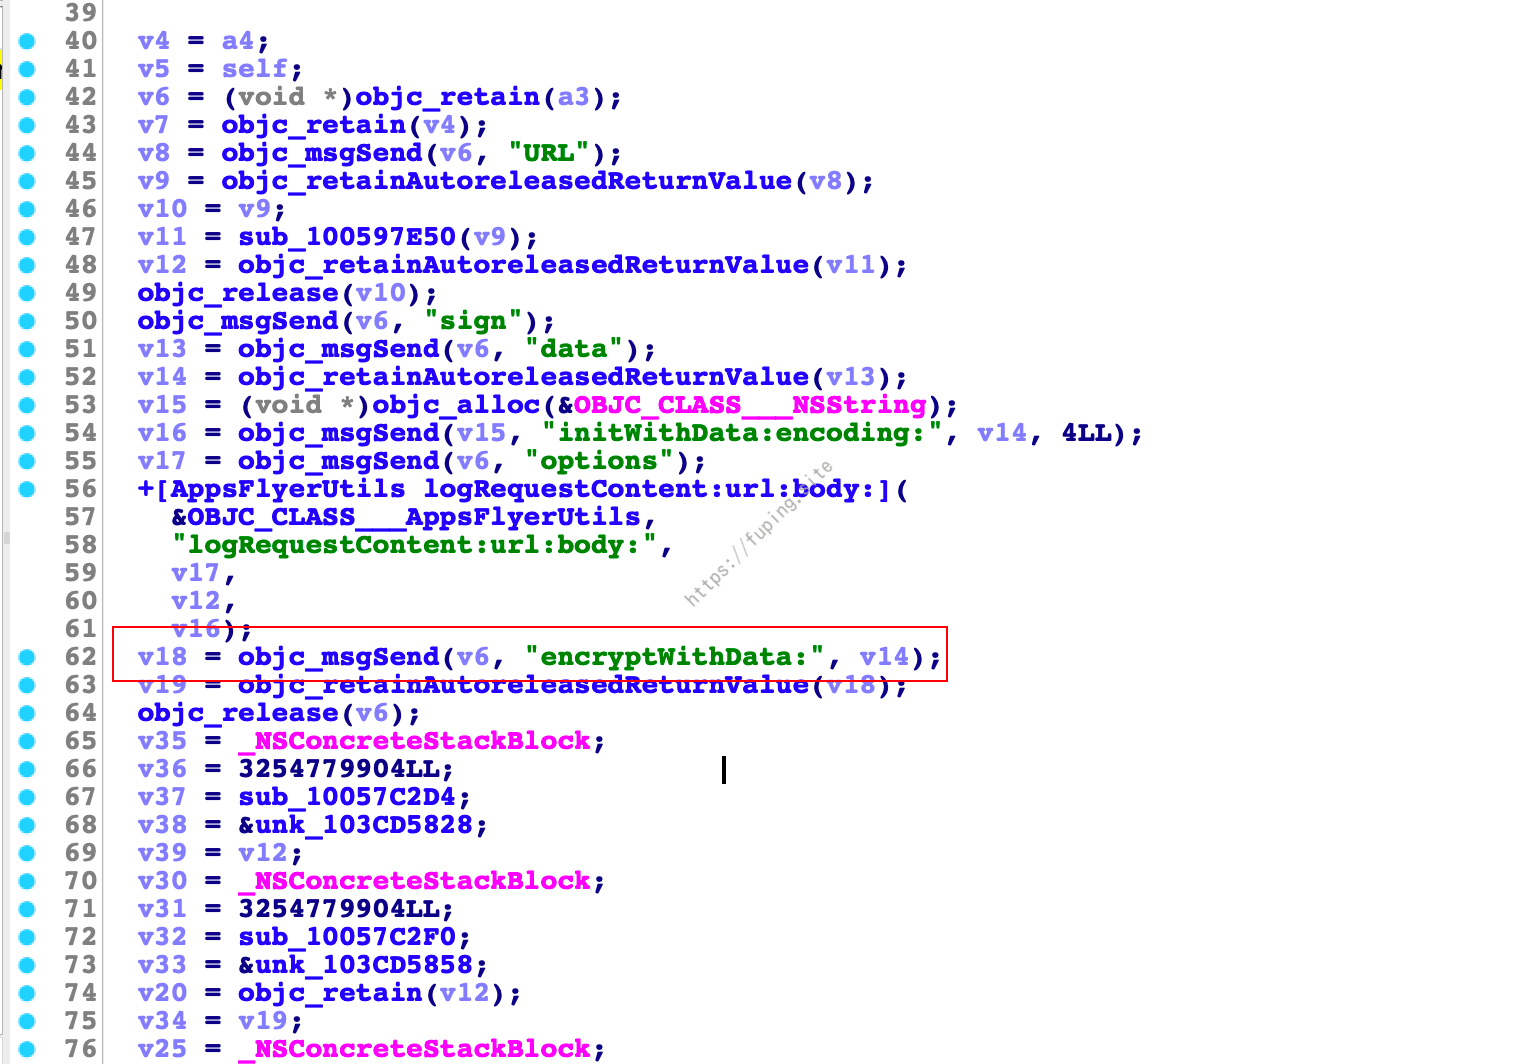 39
40 v4 = a4;
41 v5 = self;
42 v6 = (void *)objc_retain(a3);
43 v7 = objc_retain(v4);
44 v8 = objc_msgSend(v6, "URL");
45 v9 = objc_retainAutoreleasedReturnValue(v8);
46 v10 = v9;
47 v11 = sub_100597E50(v9);
48 v12 = objc_retainAutoreleasedReturnValue(v11);
49 objc_release(v10);
50 objc_msgSend(v6, "sign");
51 v13 = objc_msgSend(v6, "data");
52 v14 = objc_retainAutoreleasedReturnValue(v13);
53 v15 = (void *)objc_alloc(&OBJC_CLASS___NSString);
54 v16 = objc_msgSend(v15, "initWithData:encoding:", v14, 4LL);
55 v17 = objc_msgSend(v6, "options");
56 +[AppsFlyerUtils logRequestContent:url:body:](
57 &OBJC_CLASS___AppsFlyerUtils,
58 "logRequestContent:url:body:",
59 v17,
60 v12,
61 v16);
62 v18 = objc_msgSend(v6, "encryptWithData:", v14);
63 v19 = objc_retainAutoreleasedReturnValue(v18);
64 objc_release(v6);
65 v35 = _NSConcreteStackBlock;
66 v36 = 3254779904LL;
67 v37 = sub_10057C2D4;
68 v38 = &unk_103CD5828;
69 v39 = v12;
70 v30 = _NSConcreteStackBlock;
71 v31 = 3254779904LL;
72 v32 = sub_10057C2F0;
73 v33 = &unk_103CD5858;
74 v20 = objc_retain(v12);
75 v34 = v19;
76 v25 = _NSConcreteStackBlock;
https://fuping.site